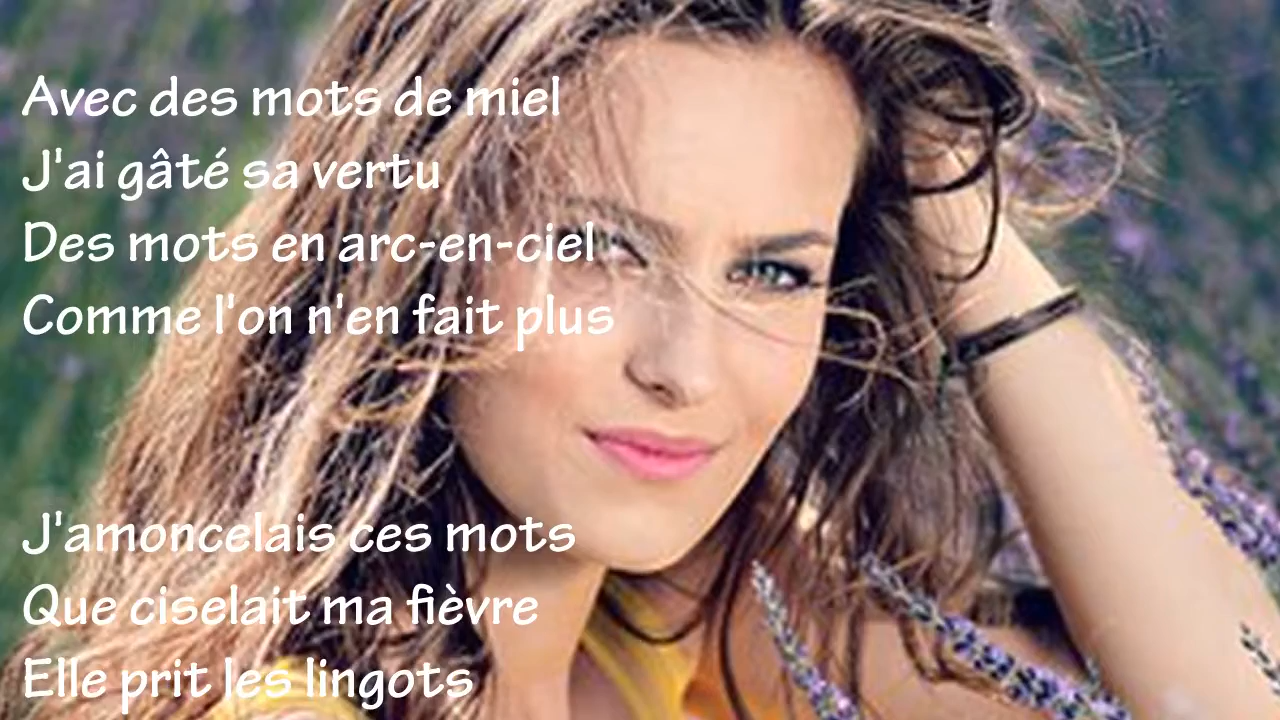 Avec des mots de miel
J'ai gâté sa vertu
Des mots en arc-en-ciel
Comme l'on n'en fait plus
J'amoncelais ces mots
Que ciselait ma fièvre
Elle prit les lingots